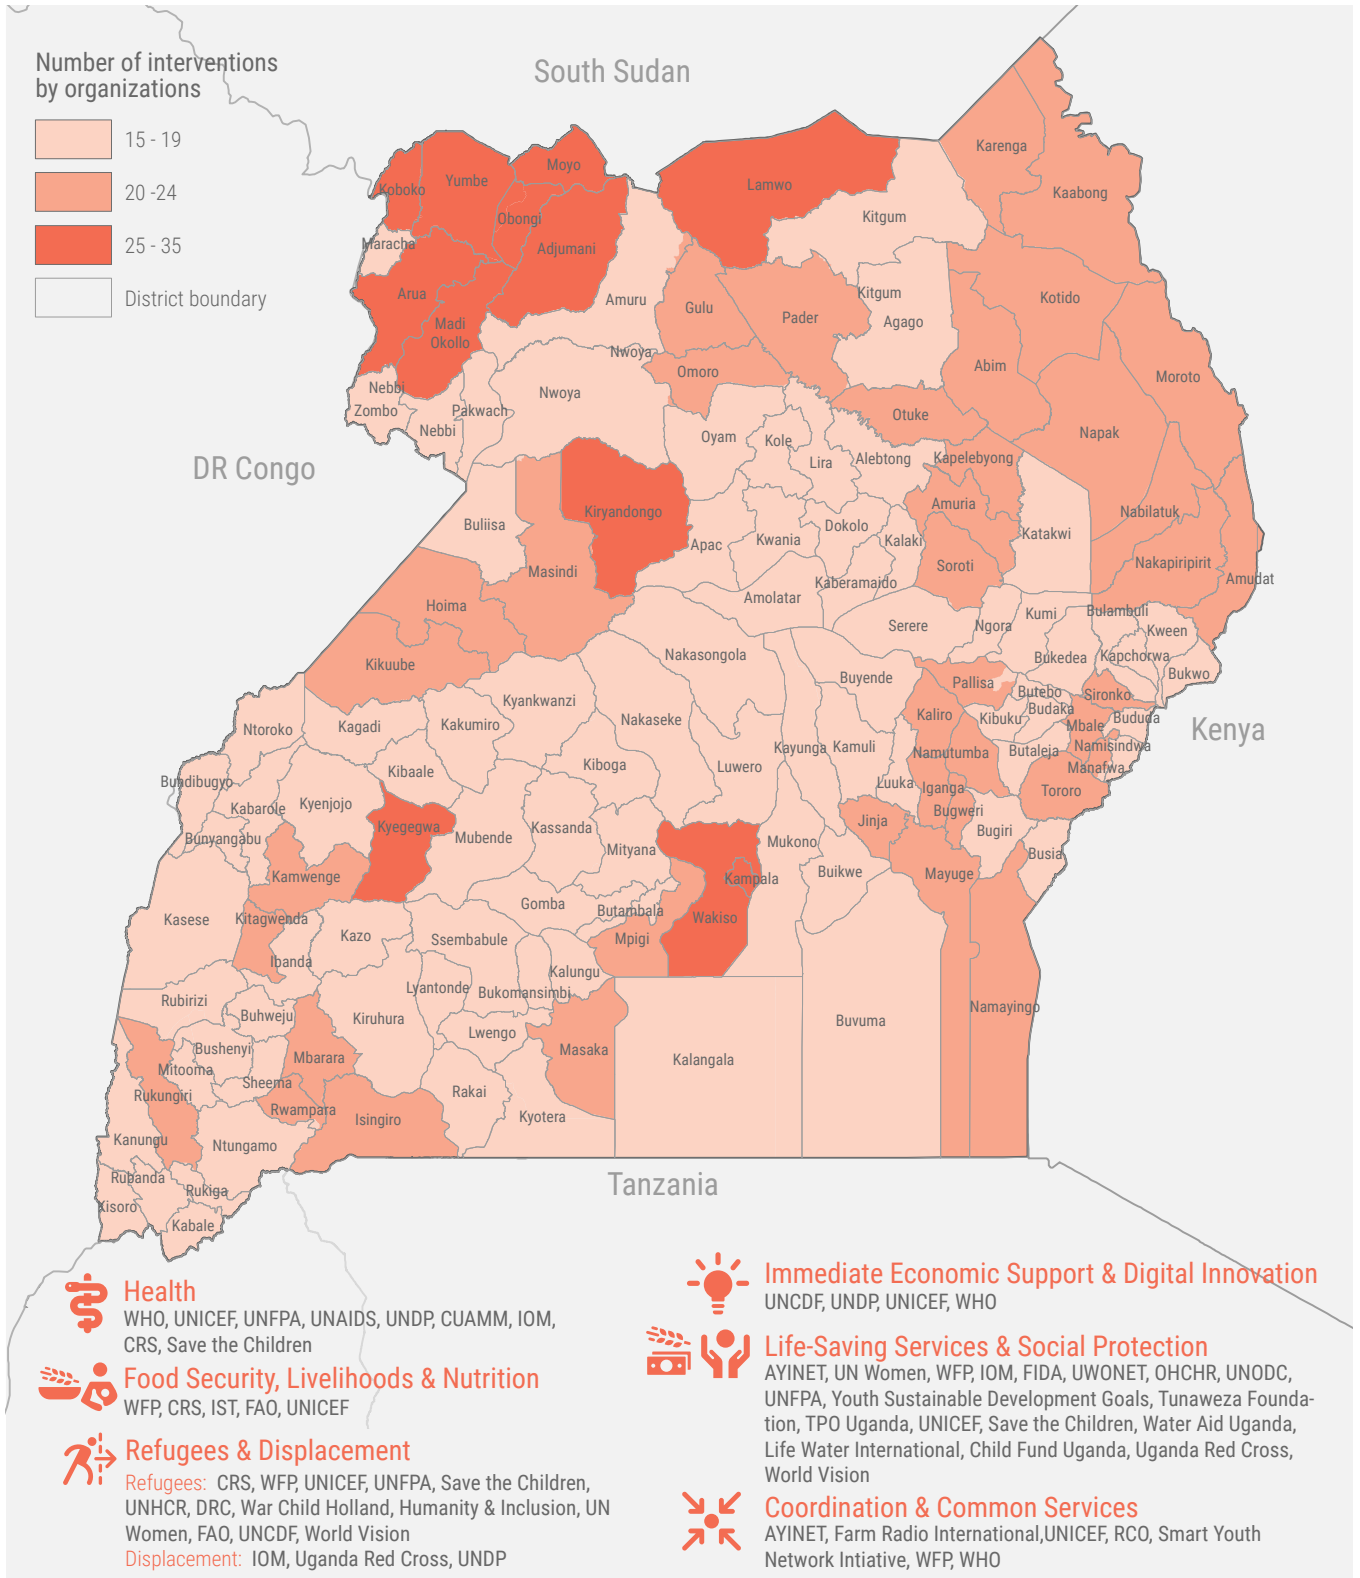 Number of interventions
by organizations
15 - 19
20 -24
25 - 35
District boundary
South Sudan
DR Congo
Kenya
Tanzania
Karenga
Kaabong
Moyo
Koboko
Yumbe
Lamwo
Obongi
Kitgum
Maracha
Adjumani
Arua
Amuru
Kitgum
Kotido
Gulu
Pader
Agago
Madi
Okollo
Nwoya
Omoro
Abim
Moroto
Nebbi
Nwoya
Zombo
Pakwach
Otuke
Nebbi
Oyam
Kole
Napak
Lira
Alebtong
Kapelebyong
Kiryandongo
Amuria
Nabilatuk
Buliisa
Dokolo
Katakwi
Apac
Kwania
Kalaki
Masindi
Soroti
Nakapiripirit
Kaberamaido
Amudat
Hoima
Amolatar
Serere
Ngora
Kumi
Bulambuli
Kween
Nakasongola
Bukedea
Kapchorwa
Kikuube
Buyende
Pallisa
Bukwo
Butebo
Sironko
Kyankwanzi
Budaka
Kaliro
Kibuku
Bududa
Mbale
Nakaseke
Kagadi
Kakumiro
Ntoroko
Kayunga
Kamuli
Namutumba
Butaleja
Namisindwa
Kiboga
Luwero
Manafwa
Kibaale
Bundibugyo
Luuka
Iganga
Tororo
Kyenjojo
Kabarole
Bugweri
Jinja
Kyegegwa
Kassanda
Bugiri
Mubende
Bunyangabu
Mukono
Mityana
Busia
Buikwe
Mayuge
Kamwenge
Kampala
Gomba
Butambala
Kasese
Kitagwenda
Wakiso
Kazo
Ssembabule
Mpigi
Ibanda
Kalungu
Lyantonde
Bukomansimbi
Rubirizi
Namayingo
Buhweju
Kiruhura
Buvuma
Lwengo
Bushenyi
Masaka
Mbarara
Kalangala
Mitooma
Sheema
Rukungiri
Rakai
Rwampara
Isingiro
Kyotera
Kanungu
Ntungamo
Rubanda
Rukiga
Kisoro
Kabale
Health
WHO, UNICEF, UNFPA, UNAIDS, UNDP, CUAMM, IOM,
CRS, Save the Children
Food Security, Livelihoods & Nutrition
WFP, CRS, IST, FAO, UNICEF
Refugees & Displacement
Refugees: CRS, WFP, UNICEF, UNFPA, Save the Children,
UNHCR, DRC, War Child Holland, Humanity & Inclusion, UN
Women, FAO, UNCDF, World Vision
Displacement: IOM, Uganda Red Cross, UNDP
Immediate Economic Support & Digital Innovation
UNCDF, UNDP, UNICEF, WHO
Life-Saving Services & Social Protection
AYINET, UN Women, WFP, IOM, FIDA, UWONET, OHCHR, UNODC,
UNFPA, Youth Sustainable Development Goals, Tunaweza Founda-
tion, TPO Uganda, UNICEF, Save the Children, Water Aid Uganda,
Life Water International, Child Fund Uganda, Uganda Red Cross,
World Vision
Coordination & Common Services
AYINET, Farm Radio International,UNICEF, RCO, Smart Youth
Network Intiative, WFP, WHO